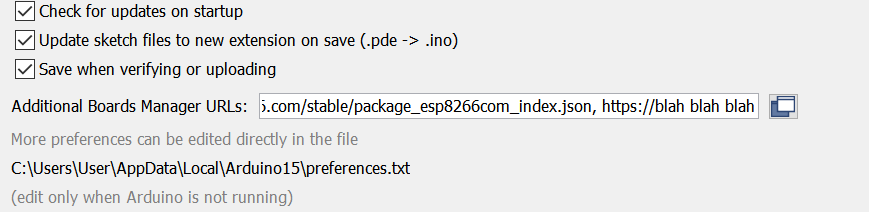 Check for updates on startup
Update sketch files to new extension on save (.pde -> .ino)
Save when verifying or uploading
Additional Boards Manager URLs: .com/stable/package_esp8266com_index.json, https://blah blah blah
More preferences can be edited directly in the file
C:\Users\User\AppData\Local\Arduino15\preferences.txt
(edit only when Arduino is not running)